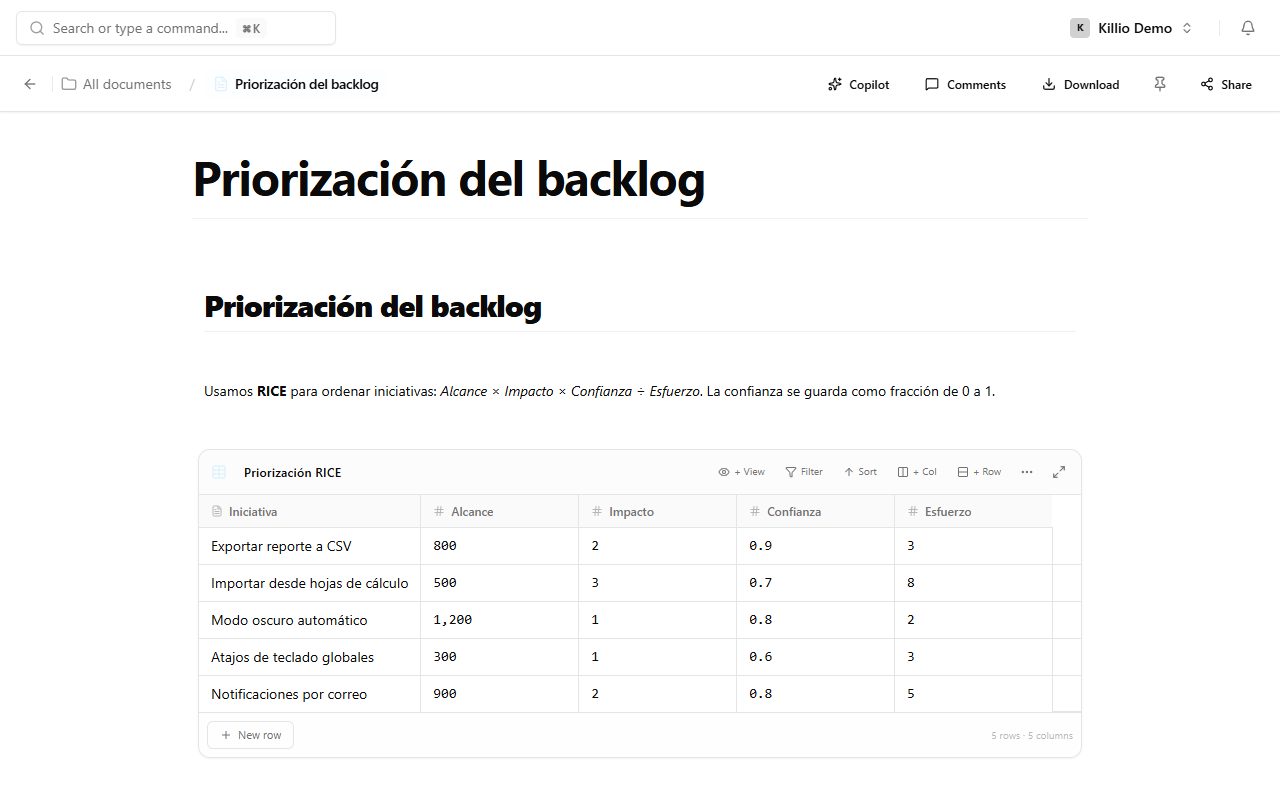 Search or type a command... ⌘K
K Killio Demo
All documents / Priorización del backlog
Copilot Comments Download Share
Priorización del backlog
Priorización del backlog
Usamos RICE para ordenar iniciativas: Alcance × Impacto × Confianza ÷ Esfuerzo. La confianza se guarda como fracción de 0 a 1.
Priorización RICE + View Filter Sort + Col + Row
Iniciativa # Alcance # Impacto # Confianza # Esfuerzo
Exportar reporte a CSV 800 2 0.9 3
Importar desde hojas de cálculo 500 3 0.7 8
Modo oscuro automático 1,200 1 0.8 2
Atajos de teclado globales 300 1 0.6 3
Notificaciones por correo 900 2 0.8 5
+ New row 5 rows · 5 columns